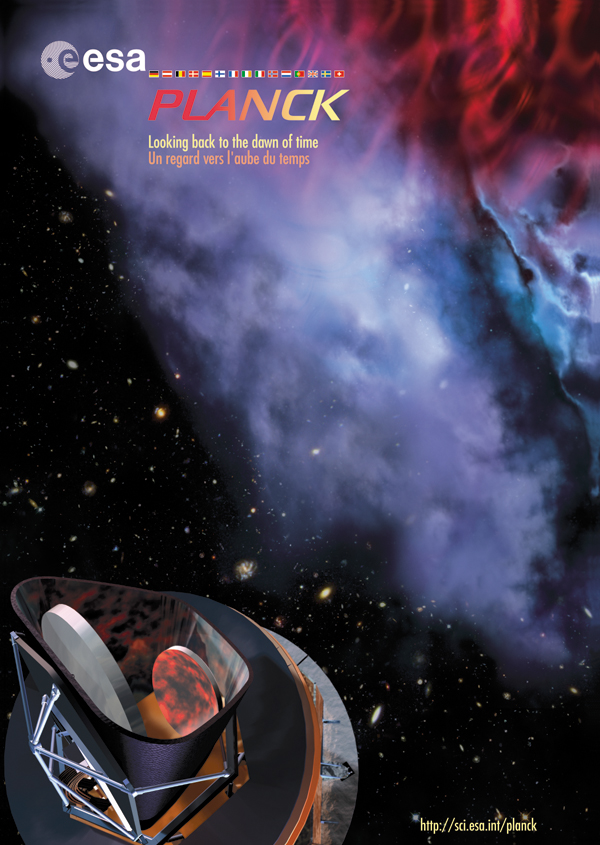 esa
PLANCK
Looking back to the dawn of time
Un regard vers l'aube du temps
http://sci.esa.int/planck